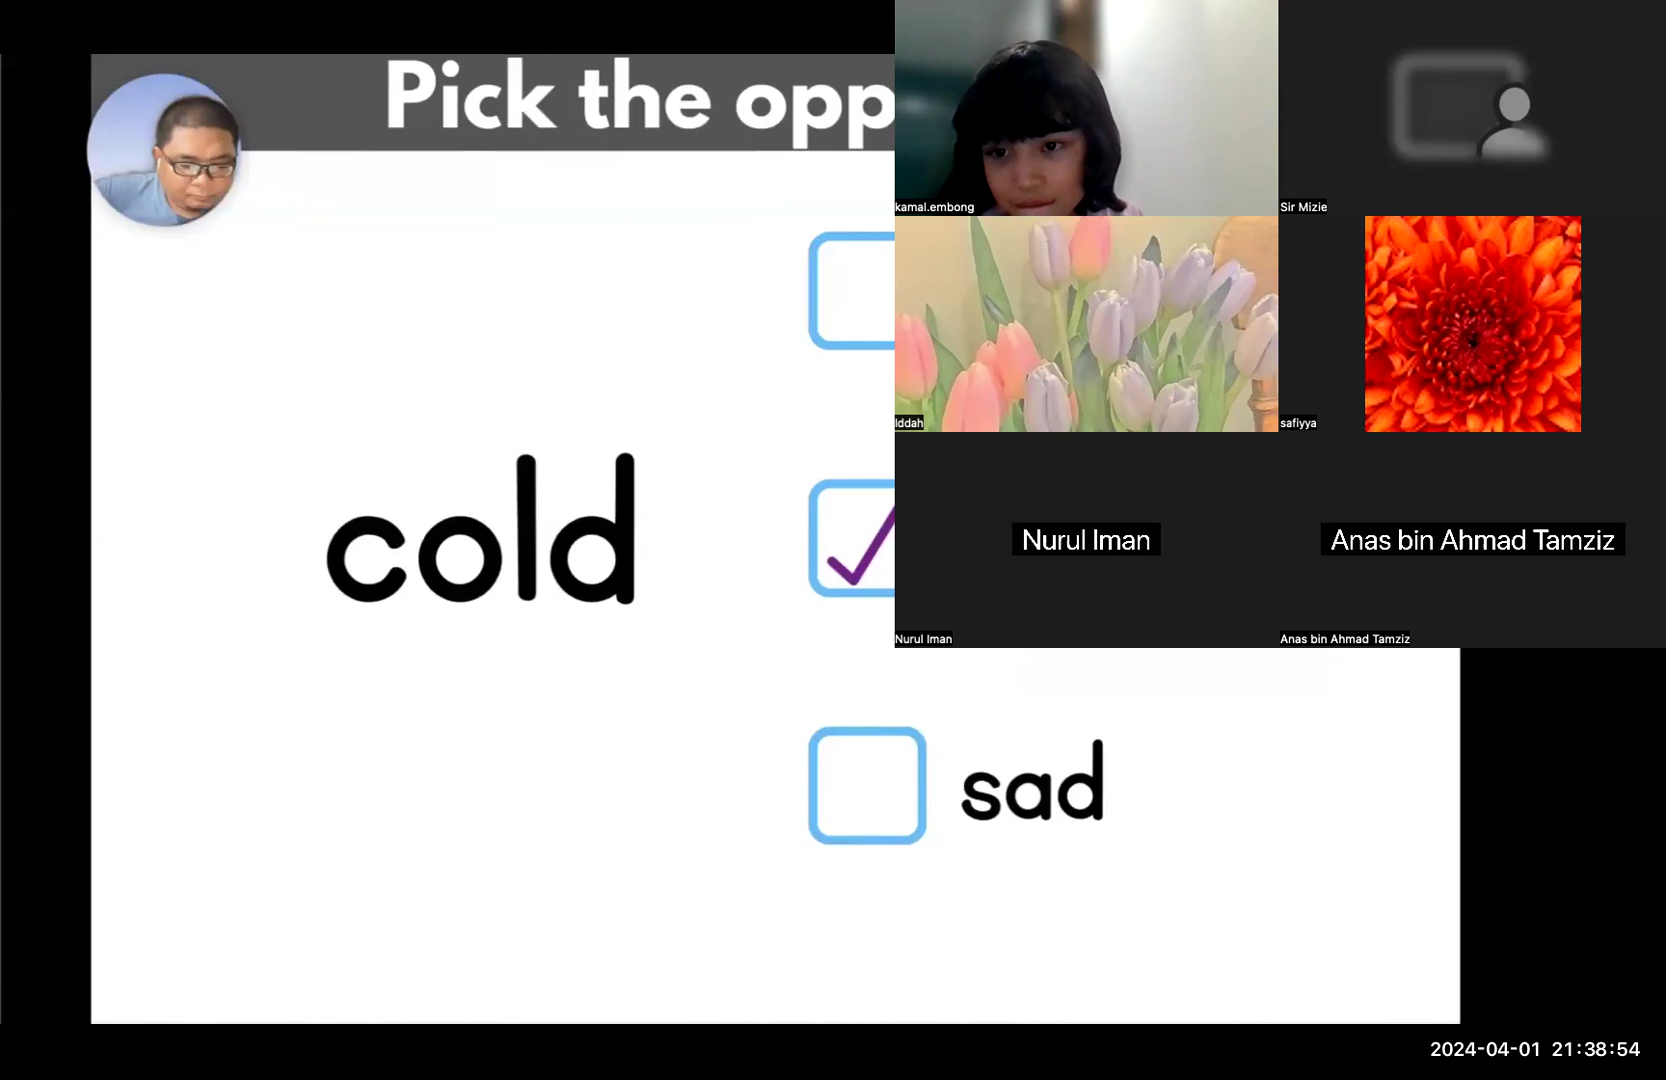 Pick the opp
cold
sad
kamal.embong
Sir Mizie
Iddah
safiyya
Nurul Iman
Anas bin Ahmad Tamziz
Nurul Iman
Anas bin Ahmad Tamziz
2024-04-01 21:38:54